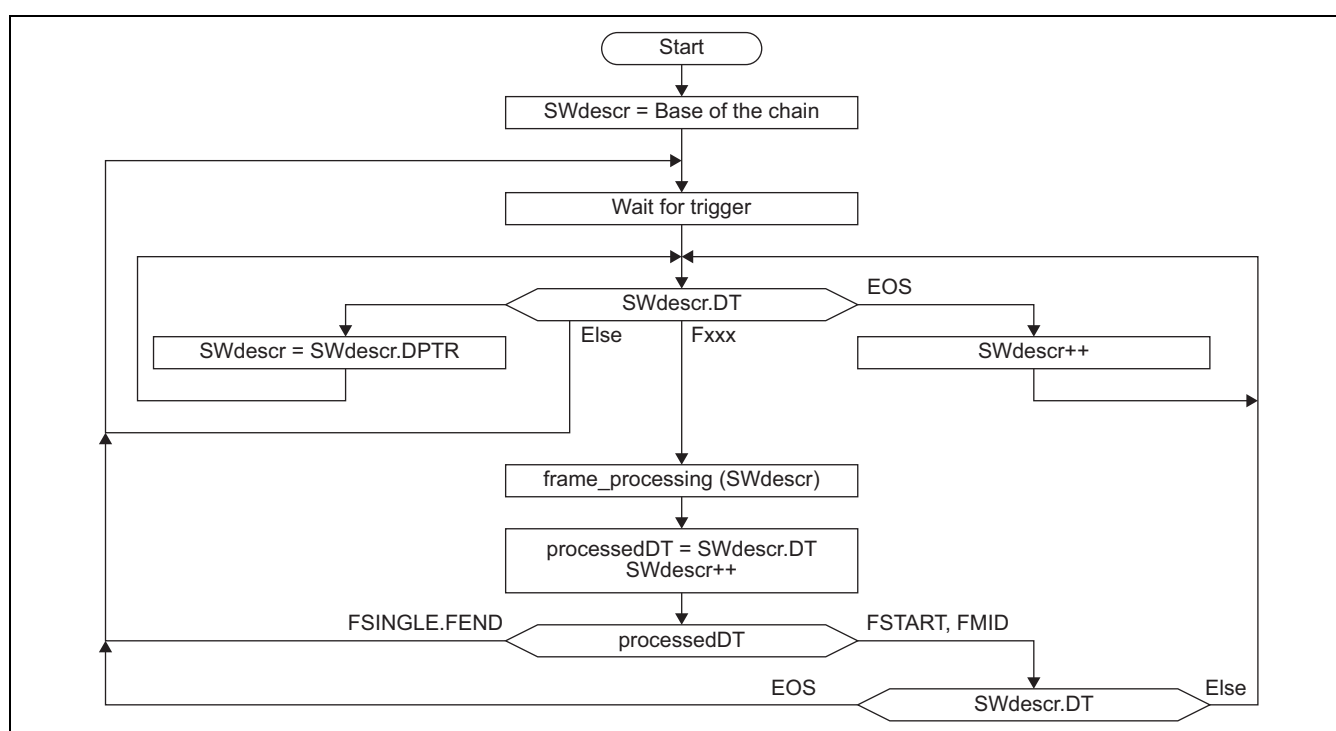 Start
SWdescr = Base of the chain
Wait for trigger
SWdescr.DT
EOS
Else
Fxxx
SWdescr = SWdescr.DPTR
SWdescr++
frame_processing (SWdescr)
processedDT = SWdescr.DT
SWdescr++
FSINGLE.FEND
processedDT
FSTART, FMID
EOS
SWdescr.DT
Else